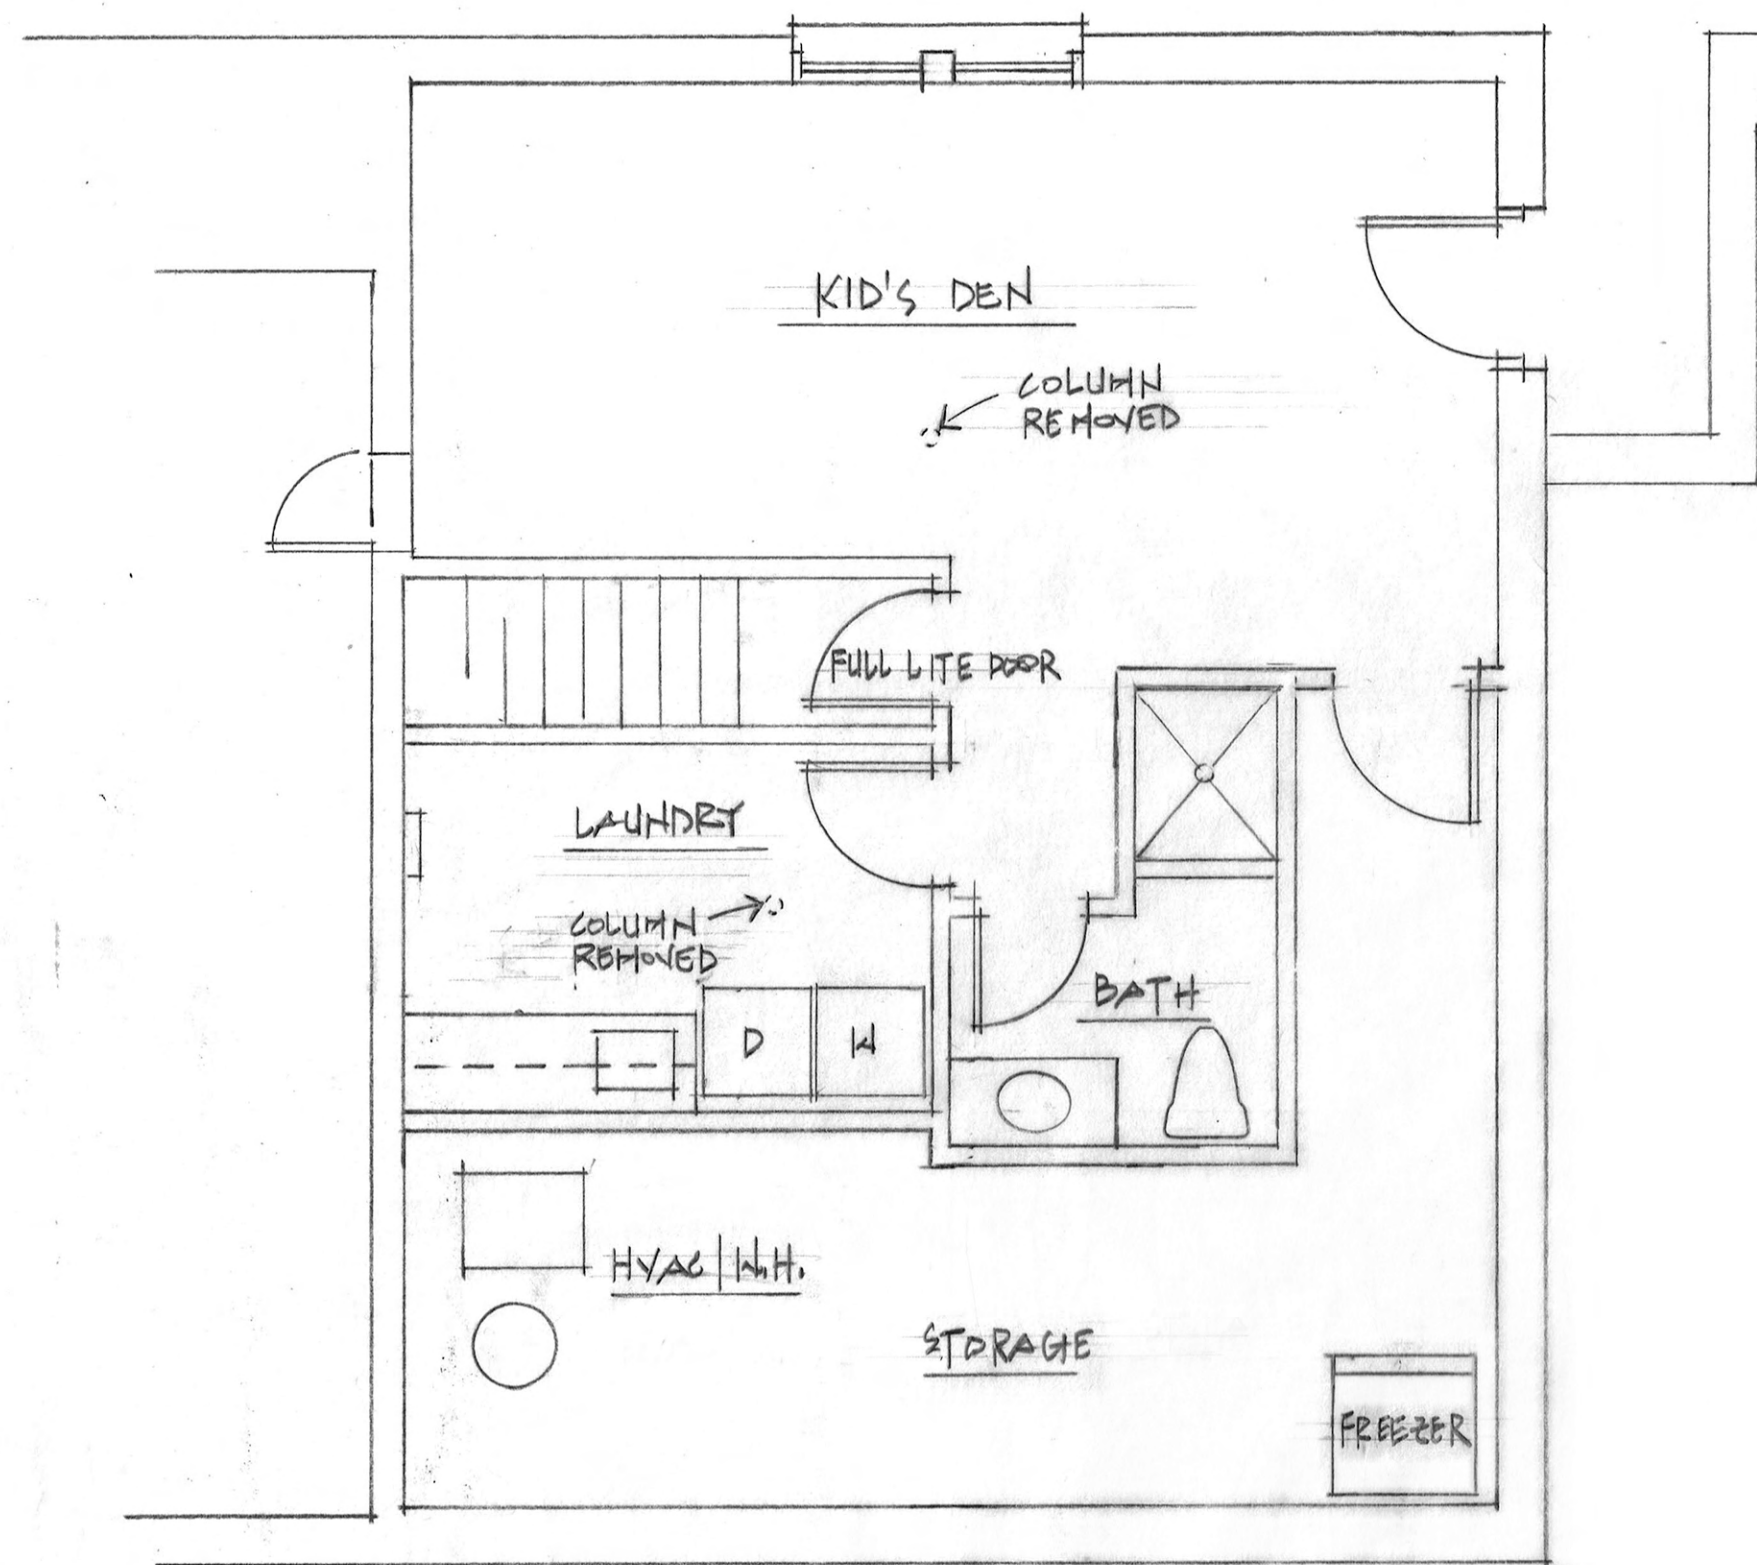 KID'S DEN
COLUMN
REMOVED
FULL LITE DOOR
LAUNDRY
COLUMN
REMOVED
BATH
D W
HVAC | W.H.
STORAGE
FREEZER